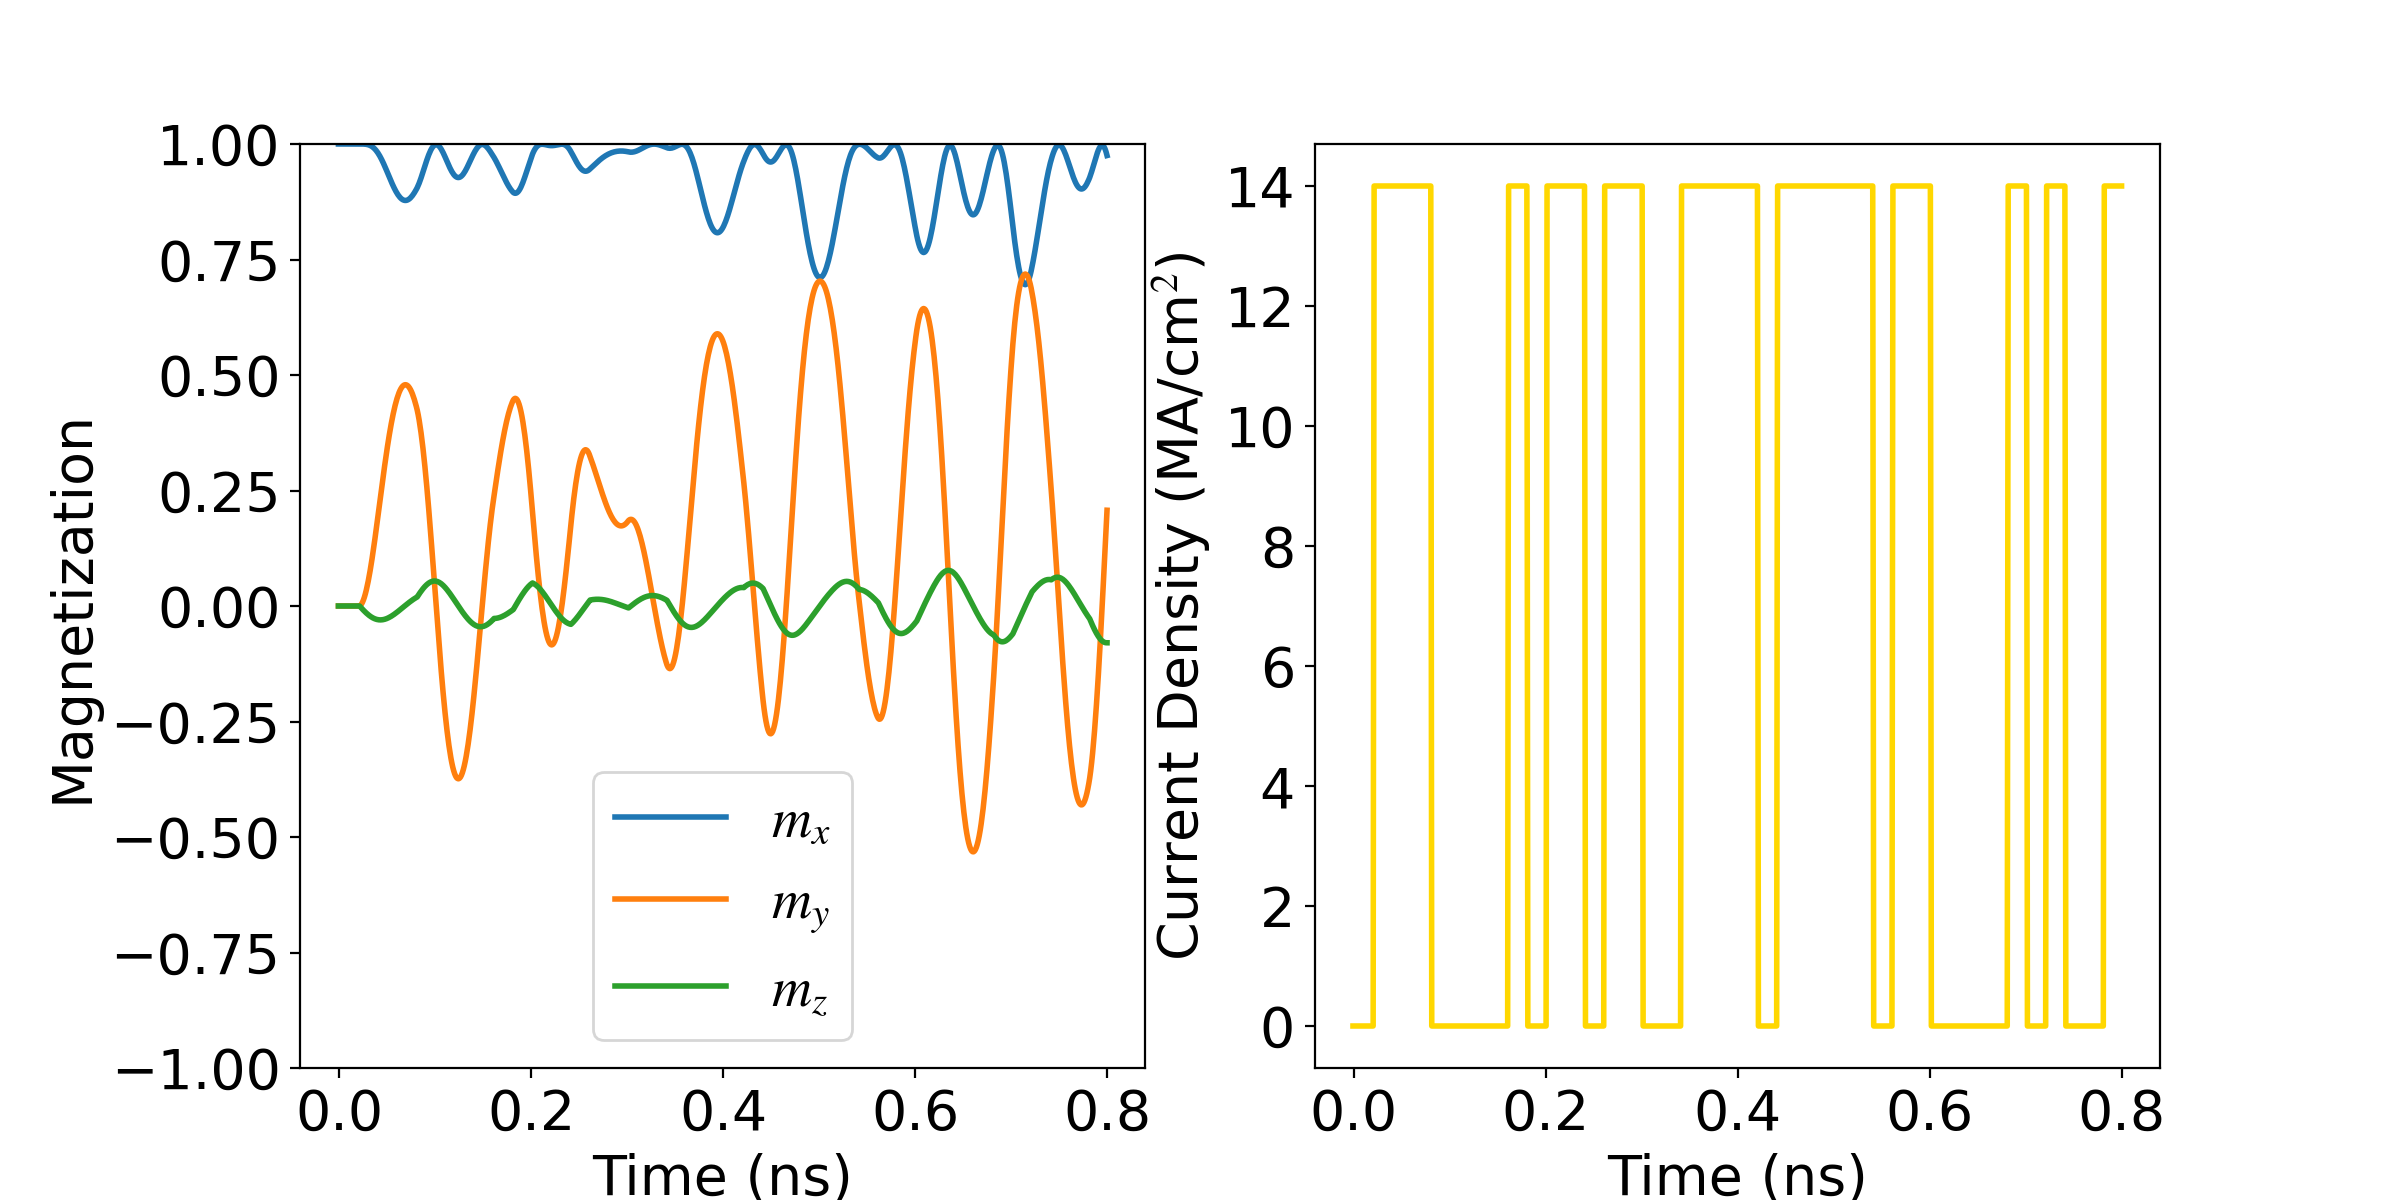 Magnetization
1.00
0.75
0.50
0.25
0.00
−0.25
−0.50
−0.75
−1.00
0.0 0.2 0.4 0.6 0.8
Time (ns)
m_x
m_y
m_z
Current Density (MA/cm²)
14
12
10
8
6
4
2
0
0.0 0.2 0.4 0.6 0.8
Time (ns)